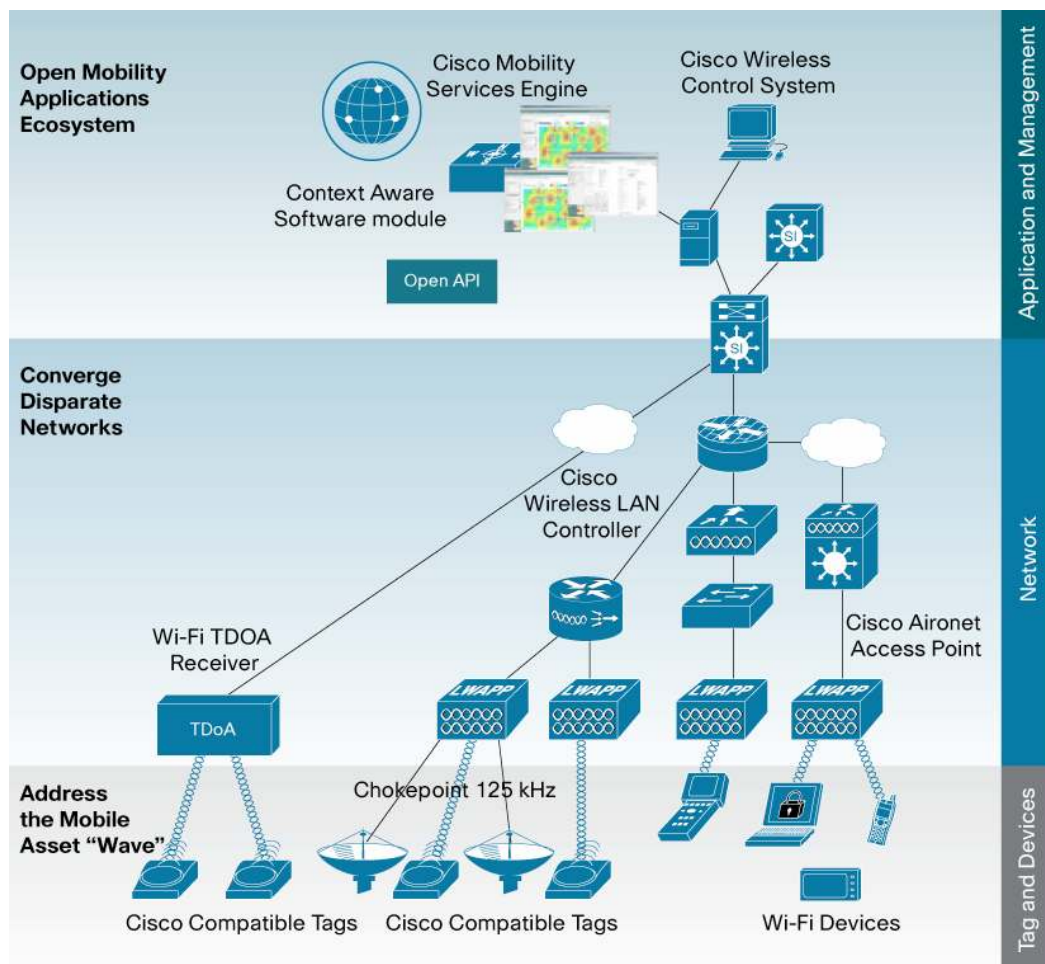 Open Mobility
Applications
Ecosystem
Cisco Mobility
Services Engine
Cisco Wireless
Control System
Context Aware
Software module
Open API
SI
SI
Application and Management
Converge
Disparate
Networks
Cisco
Wireless LAN
Controller
Wi-Fi TDOA
Receiver
Cisco Aironet
Access Point
TDoA
LWAPP
LWAPP
LWAPP
LWAPP
Network
Address
the Mobile
Asset “Wave”
Chokepoint 125 kHz
Cisco Compatible Tags
Cisco Compatible Tags
Wi-Fi Devices
Tag and Devices